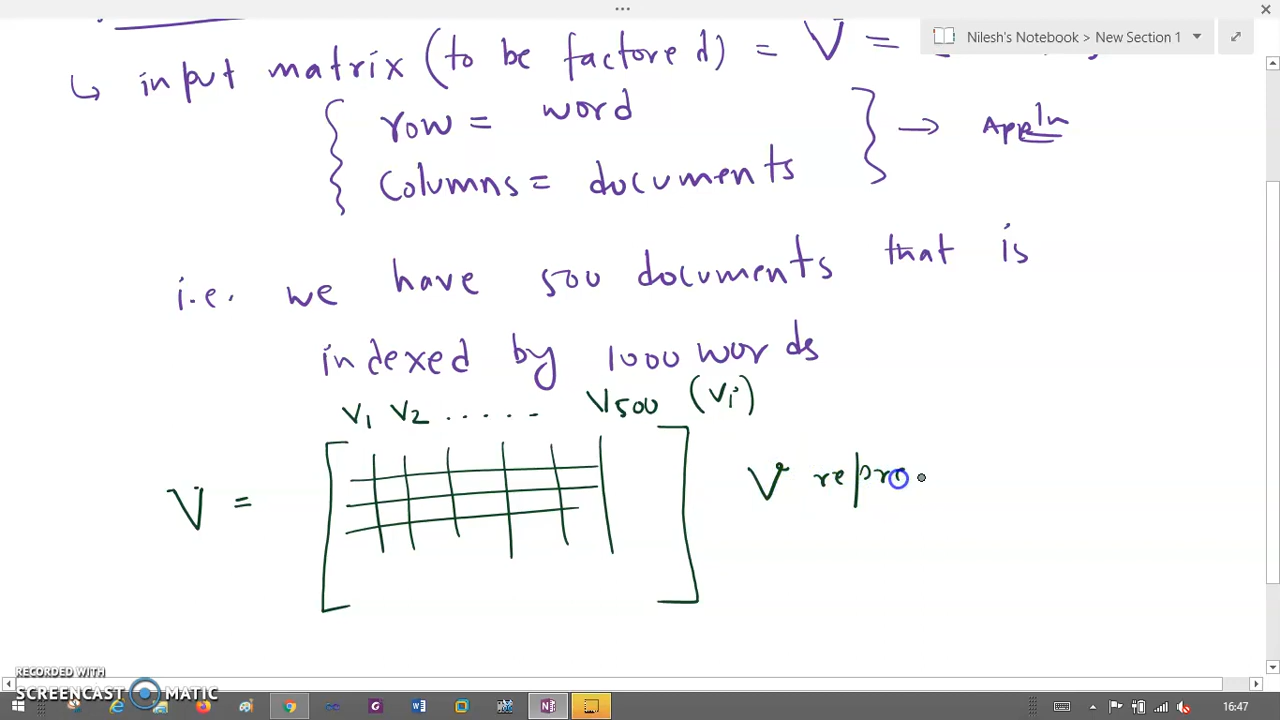 Nilesh's Notebook > New Section 1
↳ input matrix (to be factored) = V =
row = word
Columns = documents
→ Appln
i.e. we have 500 documents that is
indexed by 1000 words
V1 V2 ..... V500 (Vi)
V =
V repro
RECORDED WITH
SCREENCAST MATIC
16:47